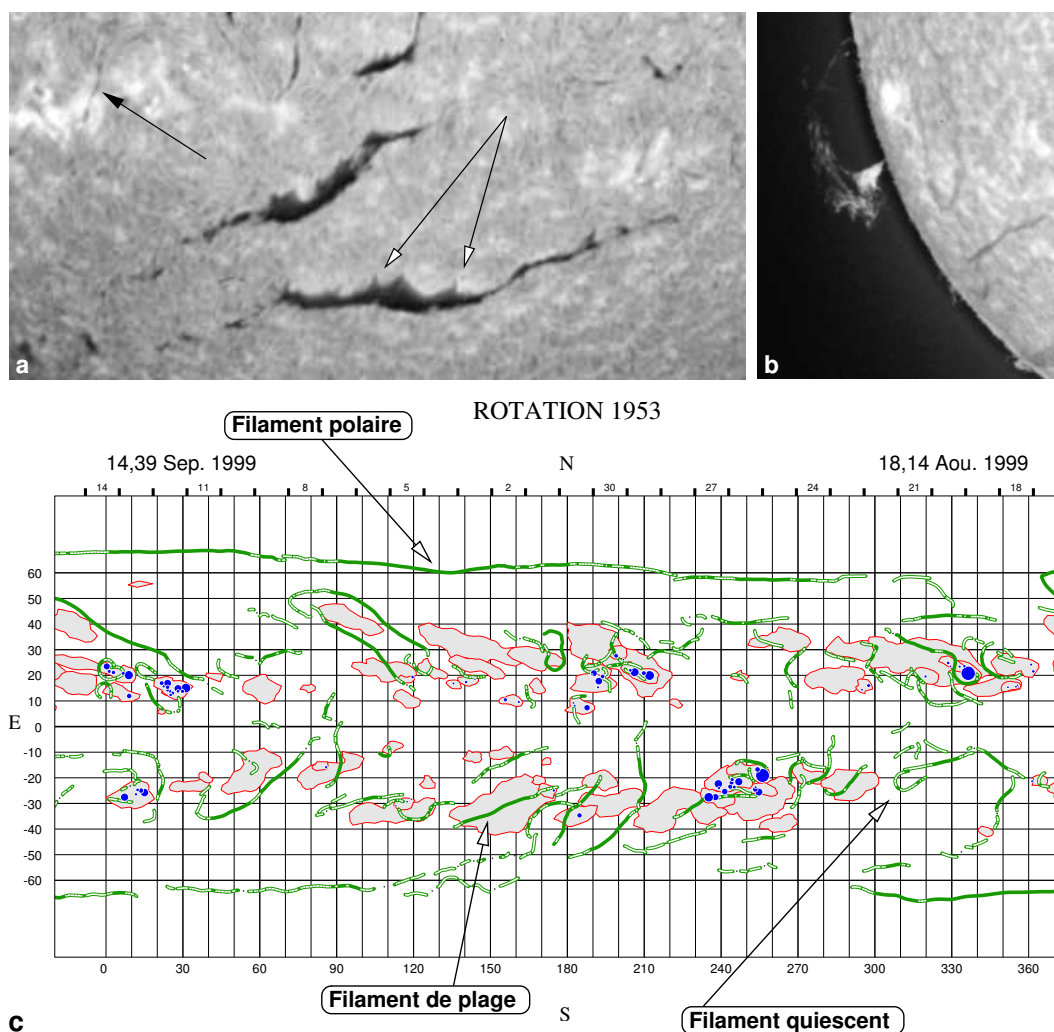 a
b
ROTATION 1953
Filament polaire
14,39 Sep. 1999 N 18,14 Aou. 1999
14 11 8 5 2 30 27 24 21 18
60
50
40
30
20
10
E 0
-10
-20
-30
-40
-50
-60
0 30 60 90 120 150 180 210 240 270 300 330 360
Filament de plage
S
Filament quiescent
c